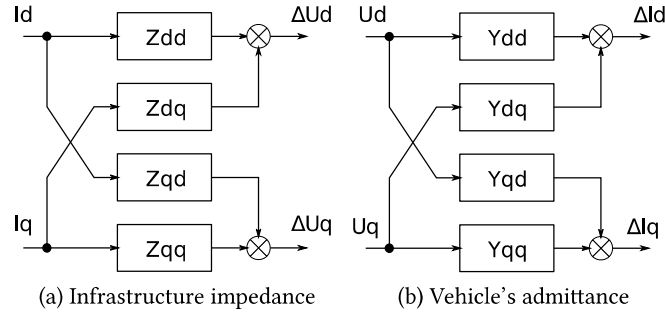 Id Zdd ΔUd
Zdq
Zqd
Iq Zqq ΔUq
(a) Infrastructure impedance
Ud Ydd ΔId
Ydq
Yqd
Uq Yqq ΔIq
(b) Vehicle's admittance